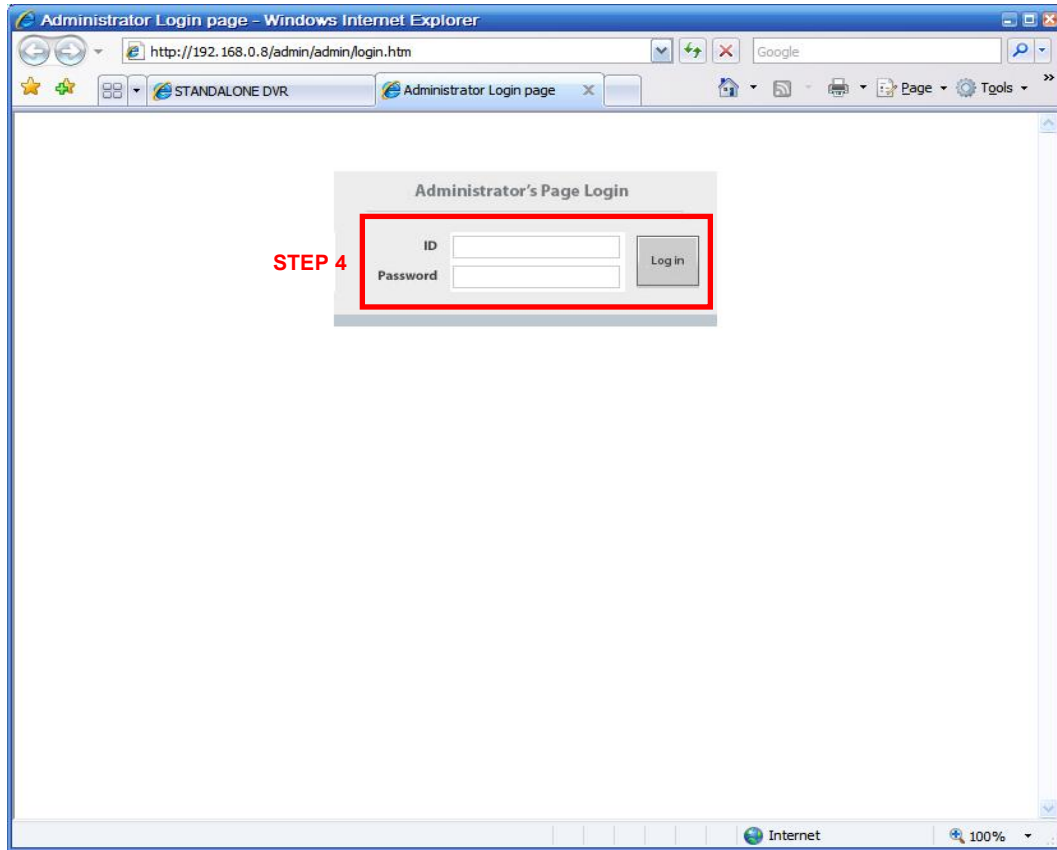 Administrator Login page - Windows Internet Explorer
http://192.168.0.8/admin/admin/login.htm
Google
STANDALONE DVR
Administrator Login page
Page
Tools
Administrator's Page Login
STEP 4
ID
Password
Log in
Internet
100%